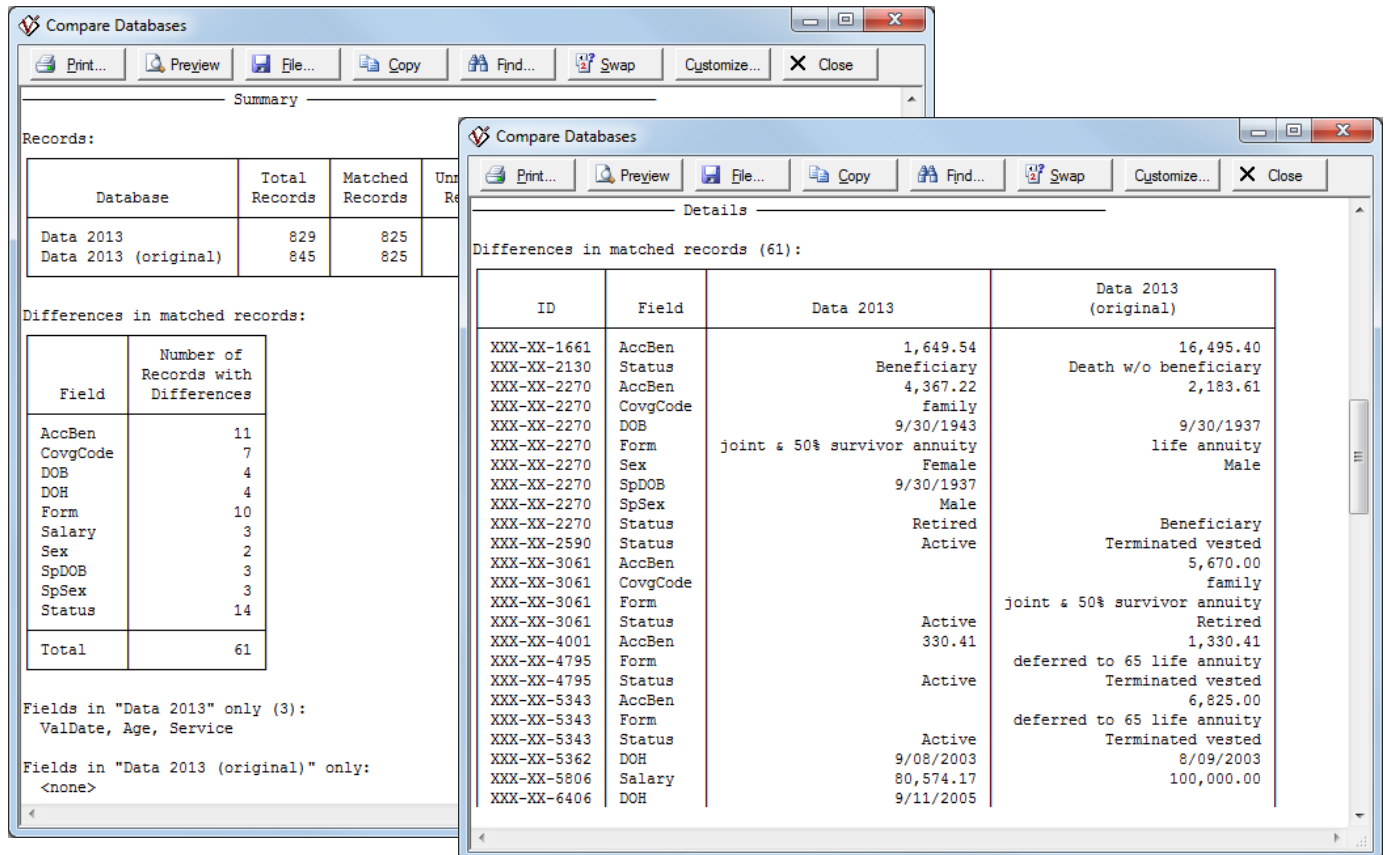 Compare Databases
Print... Preview File... Copy Find... Swap Customize... Close
Summary
Records:
Database Total Records Matched Records
Data 2013 829 825
Data 2013 (original) 845 825
Differences in matched records:
Field Number of Records with Differences
AccBen 11
CovgCode 7
DOB 4
DOH 4
Form 10
Salary 3
Sex 2
SpDOB 3
SpSex 3
Status 14
Total 61
Fields in "Data 2013" only (3):
ValDate, Age, Service
Fields in "Data 2013 (original)" only:
<none>
Compare Databases
Print... Preview File... Copy Find... Swap Customize... Close
Details
Differences in matched records (61):
ID Field Data 2013 Data 2013 (original)
XXX-XX-1661 AccBen 1,649.54 16,495.40
XXX-XX-2130 Status Beneficiary Death w/o beneficiary
XXX-XX-2270 AccBen 4,367.22 2,183.61
XXX-XX-2270 CovgCode family
XXX-XX-2270 DOB 9/30/1943 9/30/1937
XXX-XX-2270 Form joint & 50% survivor annuity life annuity
XXX-XX-2270 Sex Female Male
XXX-XX-2270 SpDOB 9/30/1937
XXX-XX-2270 SpSex Male
XXX-XX-2270 Status Retired Beneficiary
XXX-XX-2590 Status Active Terminated vested
XXX-XX-3061 AccBen 5,670.00
XXX-XX-3061 CovgCode family
XXX-XX-3061 Form joint & 50% survivor annuity
XXX-XX-3061 Status Active Retired
XXX-XX-4001 AccBen 330.41 1,330.41
XXX-XX-4795 Form deferred to 65 life annuity
XXX-XX-4795 Status Active Terminated vested
XXX-XX-5343 AccBen 6,825.00
XXX-XX-5343 Form deferred to 65 life annuity
XXX-XX-5343 Status Active Terminated vested
XXX-XX-5362 DOH 9/08/2003 8/09/2003
XXX-XX-5806 Salary 80,574.17 100,000.00
XXX-XX-6406 DOH 9/11/2005